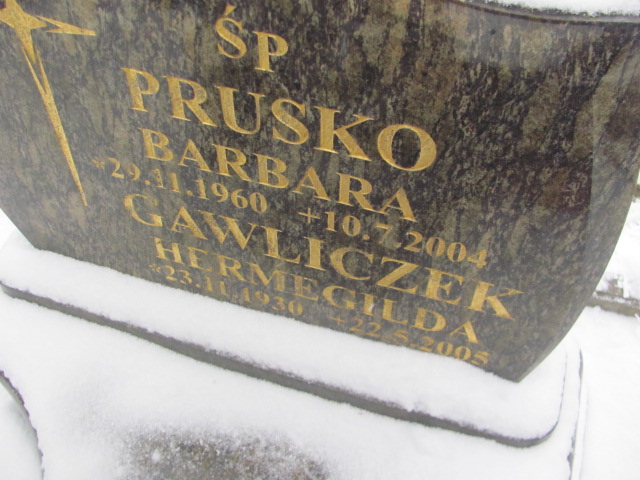 ŚP
PRUSKO
BARBARA
*29.11.1960 +10.7.2004
GAWLICZEK
HERMEGILDA
*23.11.1930 +22.5.2005